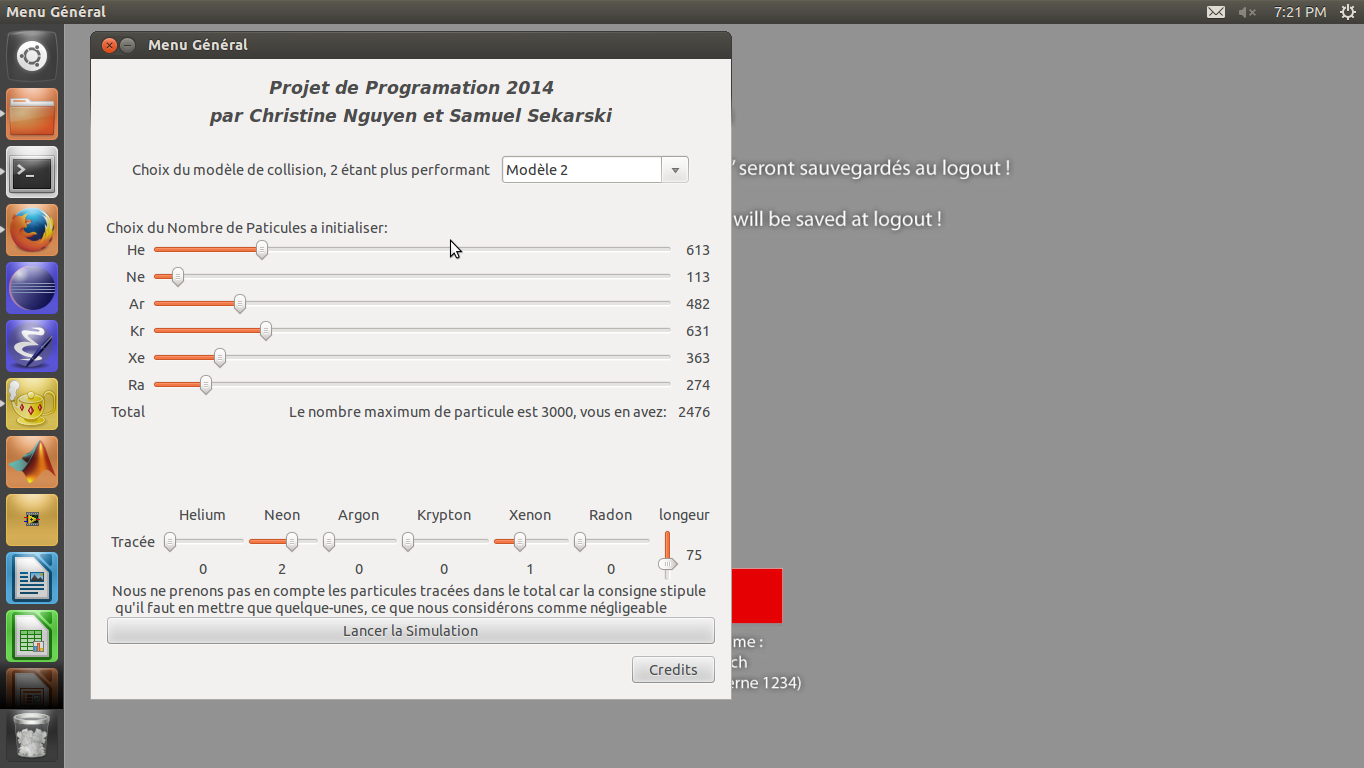 Menu Général
7:21 PM
Menu Général
Projet de Programation 2014
par Christine Nguyen et Samuel Sekarski
Choix du modèle de collision, 2 étant plus performant Modèle 2
' seront sauvegardés au logout !
will be saved at logout !
Choix du Nombre de Paticules a initialiser:
He 613
Ne 113
Ar 482
Kr 631
Xe 363
Ra 274
Total Le nombre maximum de particule est 3000, vous en avez: 2476
Helium Neon Argon Krypton Xenon Radon longeur
Tracée 75
0 2 0 0 1 0
Nous ne prenons pas en compte les particules tracées dans le total car la consigne stipule
qu'il faut en mettre que quelque-unes, ce que nous considérons comme négligeable
Lancer la Simulation
Credits
me :
ch
erne 1234)